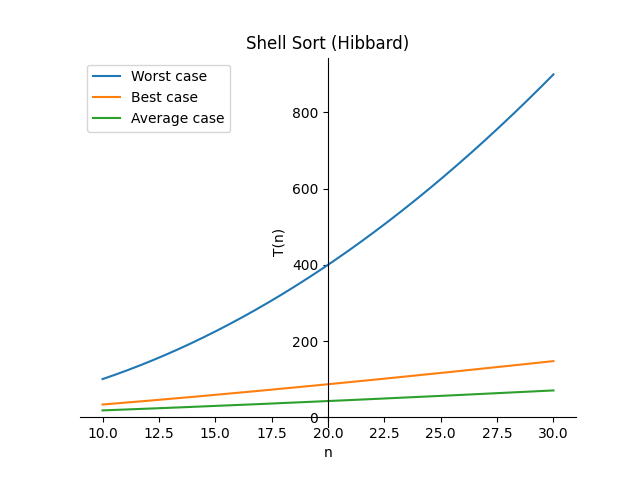 Shell Sort (Hibbard)
Worst case
Best case
Average case
800
600
T(n)
400
200
0
10.0 12.5 15.0 17.5 20.0 22.5 25.0 27.5 30.0
n